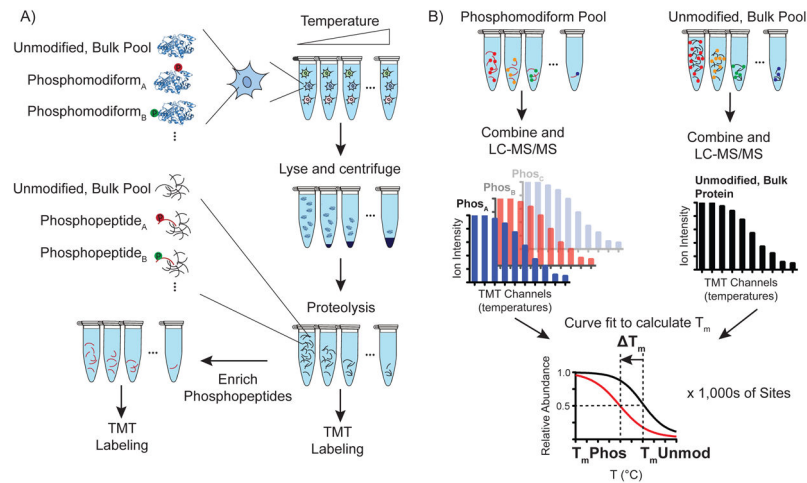 A)
Temperature
Unmodified, Bulk Pool
Phosphomodiform_A
Phosphomodiform_B
...
...
Lyse and centrifuge
...
Unmodified, Bulk Pool
Phosphopeptide_A
Phosphopeptide_B
...
Proteolysis
...
...
Enrich
Phosphopeptides
TMT
Labeling
TMT
Labeling
B)
Phosphomodiform Pool
Unmodified, Bulk Pool
...
...
Combine and
LC-MS/MS
Combine and
LC-MS/MS
Phos_C
Phos_B
Phos_A
Ion Intensity
TMT Channels
(temperatures)
Unmodified, Bulk
Protein
Ion Intensity
TMT Channels
(temperatures)
Curve fit to calculate T_m
ΔT_m
Relative Abundance
1.0
0.5
0
T_mPhos
T_mUnmod
T (°C)
x 1,000s of Sites